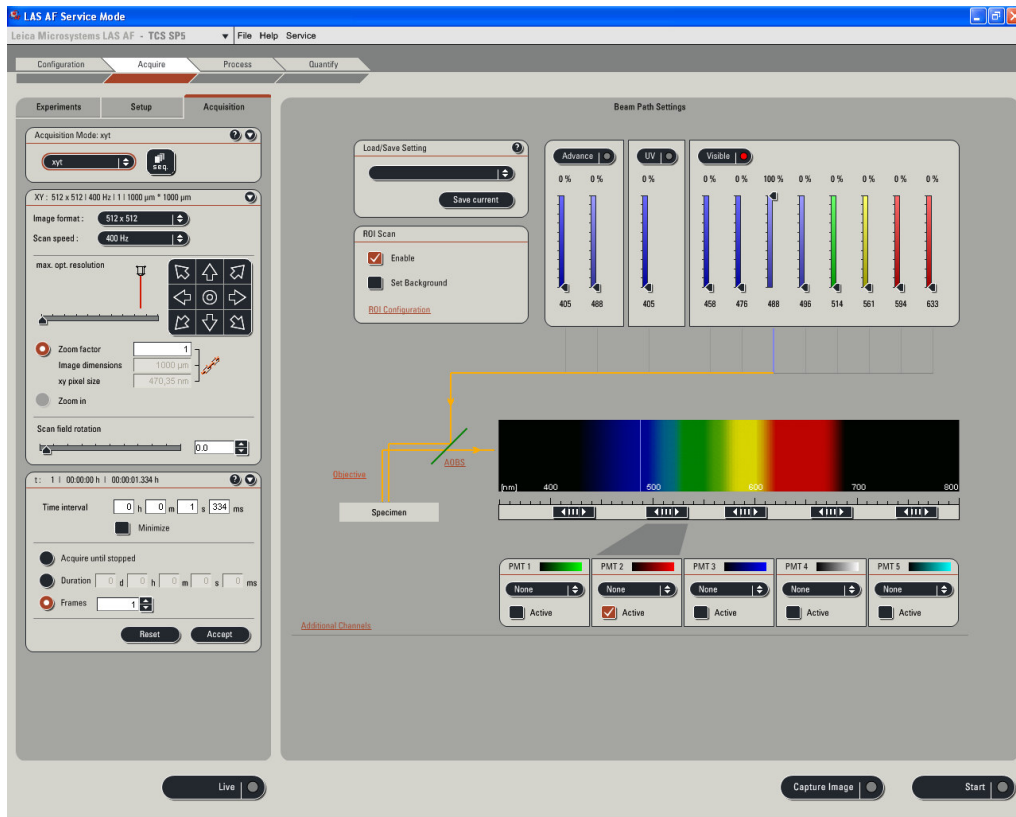 LAS AF Service Mode
Leica Microsystems LAS AF - TCS SP5 File Help Service
Configuration Acquire Process Quantify
Experiments Setup Acquisition
Acquisition Mode: xyt
xyt seq.
XY : 512 x 512 | 400 Hz | 1 | 1000 µm * 1000 µm
Image format : 512 x 512
Scan speed : 400 Hz
max. opt. resolution
Zoom factor 1
Image dimensions 1000 µm
xy pixel size 470,35 nm
Zoom in
Scan field rotation
0.0
t : 1 | 00:00:00 h | 00:00:01.334 h
Time interval 0 h 0 m 1 s 334 ms
Minimize
Acquire until stopped
Duration 0 d 0 h 0 m 0 s 0 ms
Frames 1
Reset Accept
Live
Beam Path Settings
Load/Save Setting
Save current
ROI Scan
Enable
Set Background
ROI Configuration
Advance UV Visible
0 % 0 % 0 % 0 % 0 % 100 % 0 % 0 % 0 % 0 % 0 %
405 488 405 458 476 488 496 514 561 594 633
Objective AOBS
Specimen
[nm] 400 500 600 700 800
PMT 1 PMT 2 PMT 3 PMT 4 PMT 5
None None None None None
Active Active Active Active Active
Additional Channels
Capture Image Start